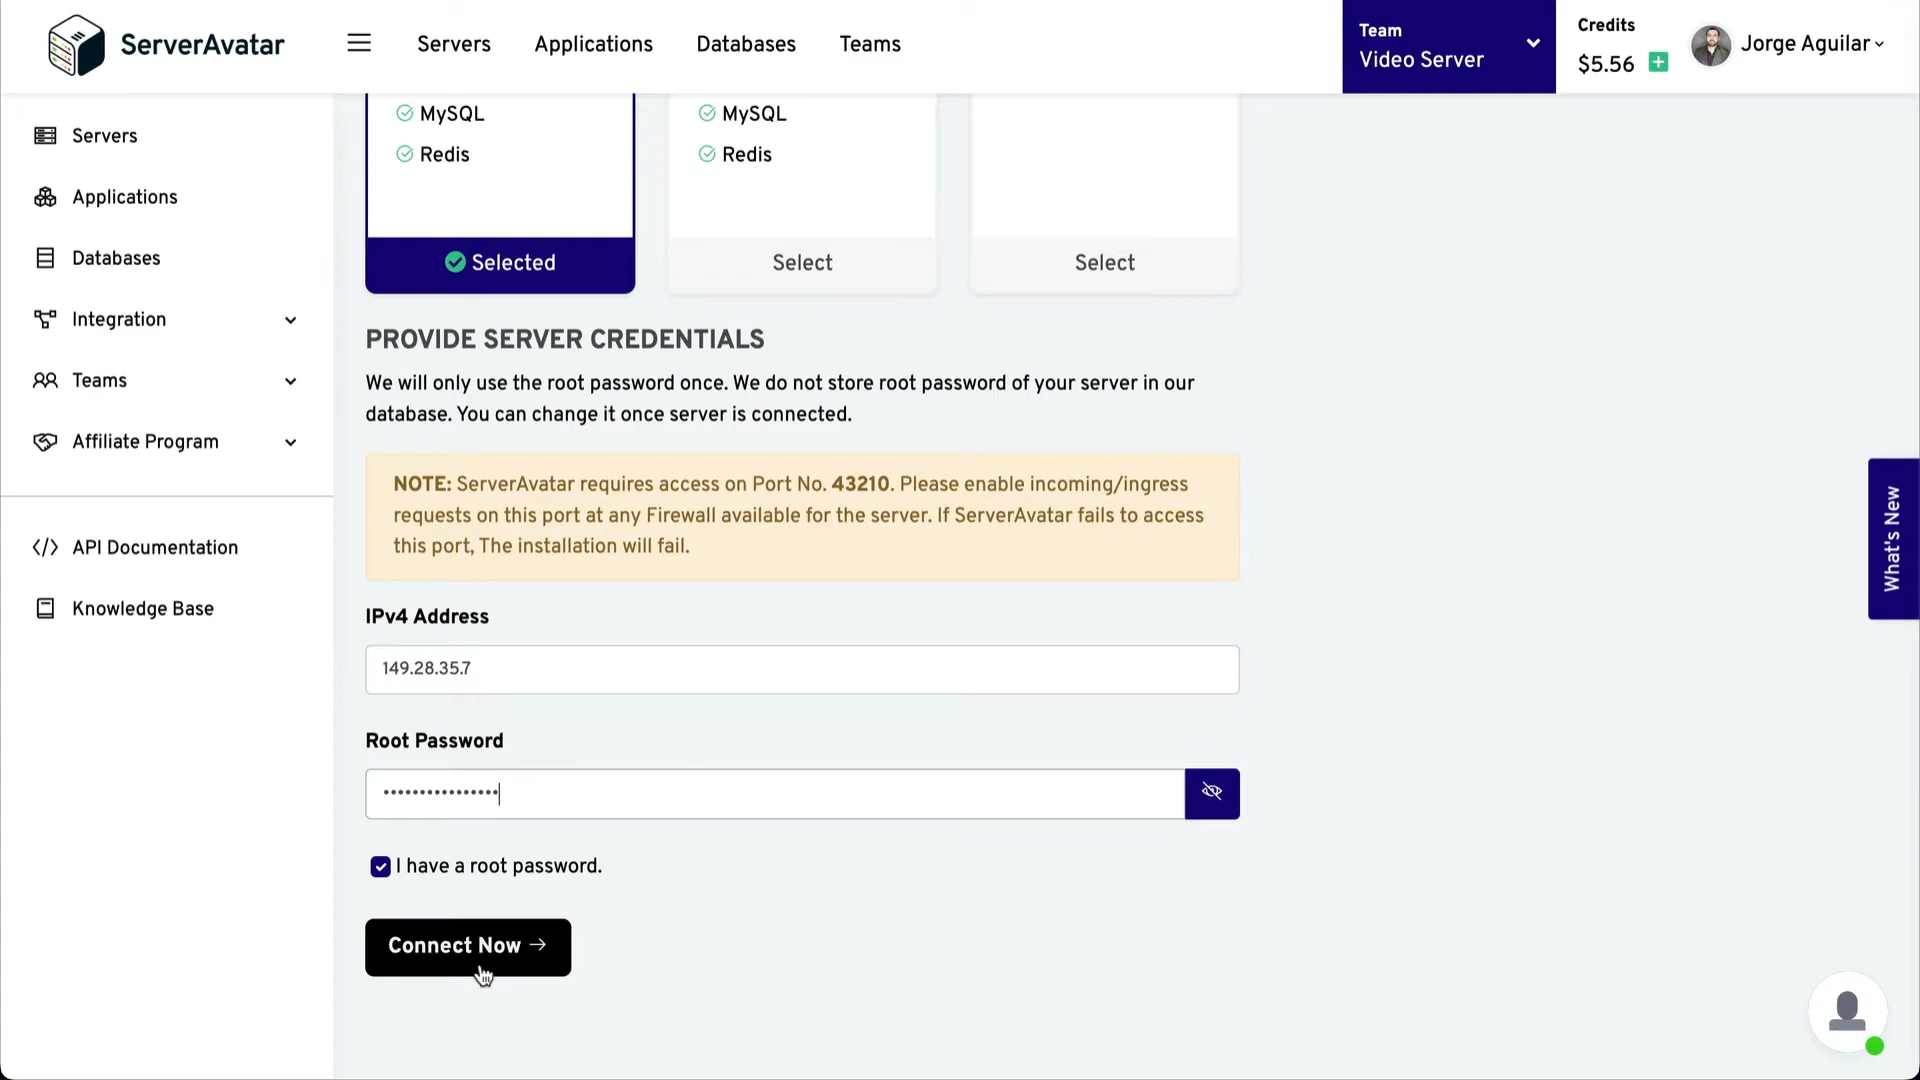 ServerAvatar
Servers
Applications
Databases
Teams
Team
Video Server
Credits
$5.56
Jorge Aguilar
Servers
Applications
Databases
Integration
Teams
Affiliate Program
API Documentation
Knowledge Base
MySQL
Redis
Selected
MySQL
Redis
Select
Select
PROVIDE SERVER CREDENTIALS
We will only use the root password once. We do not store root password of your server in our
database. You can change it once server is connected.
NOTE: ServerAvatar requires access on Port No. 43210. Please enable incoming/ingress
requests on this port at any Firewall available for the server. If ServerAvatar fails to access
this port, The installation will fail.
IPv4 Address
149.28.35.7
Root Password
••••••••••••••••
I have a root password.
Connect Now →
What's New